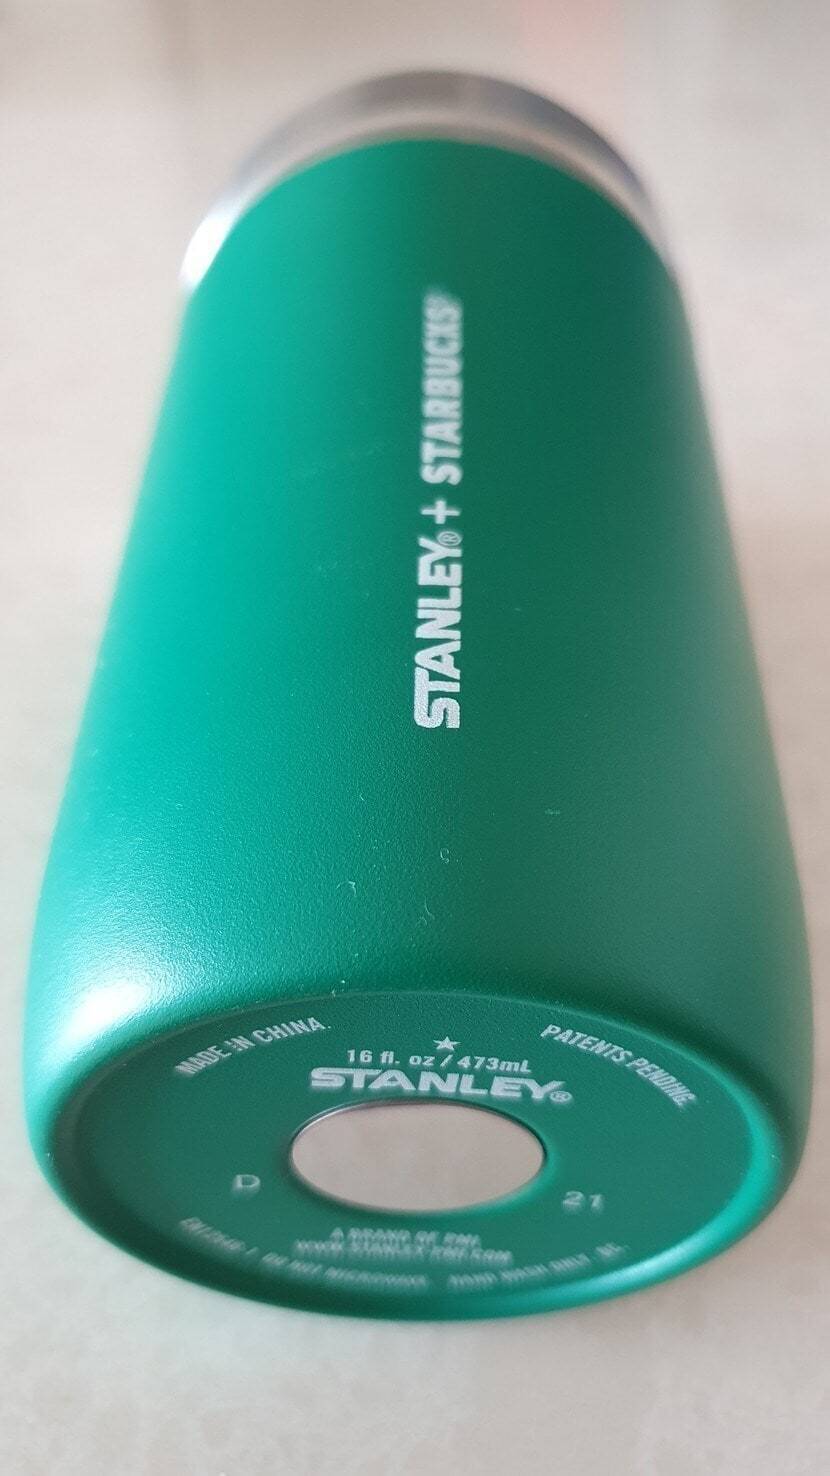 STANLEY® + STARBUCKS®
MADE IN CHINA.
PATENTS PENDING.
16 fl. oz / 473mL
STANLEY®
D
21
A BRAND OF PMI